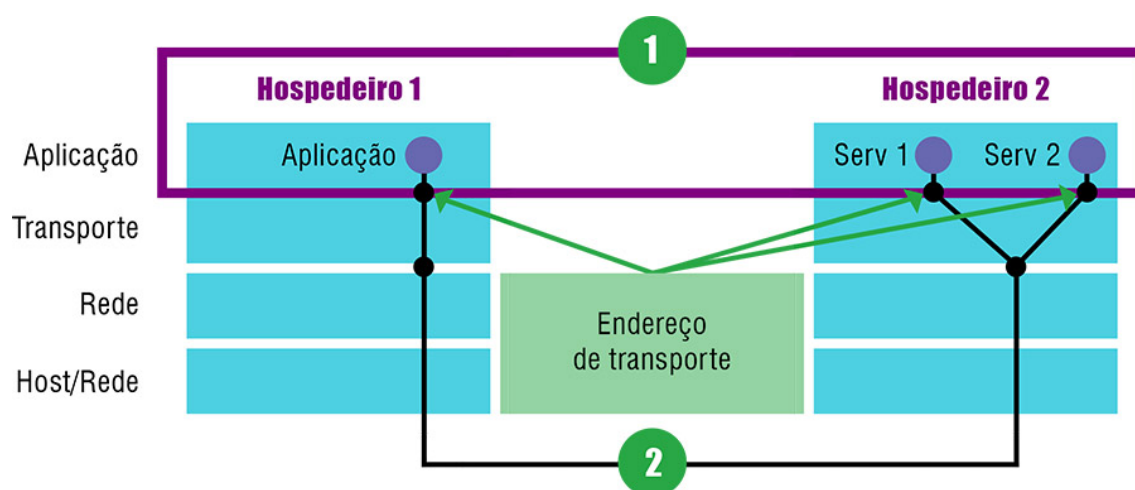 1
Hospedeiro 1
Hospedeiro 2
Aplicação
Aplicação
Serv 1
Serv 2
Transporte
Rede
Endereço
de transporte
Host/Rede
2